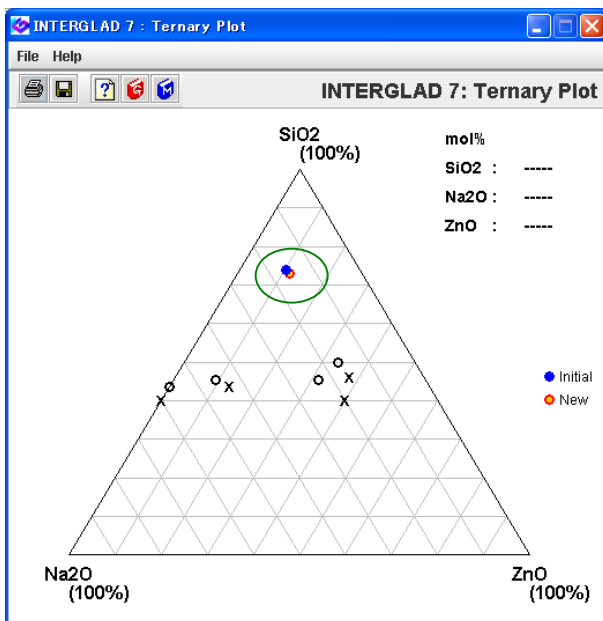 INTERGLAD 7 : Ternary Plot
File Help
INTERGLAD 7: Ternary Plot
SiO2
(100%)
mol%
SiO2 : -----
Na2O : -----
ZnO : -----
Initial
New
Na2O
(100%)
ZnO
(100%)